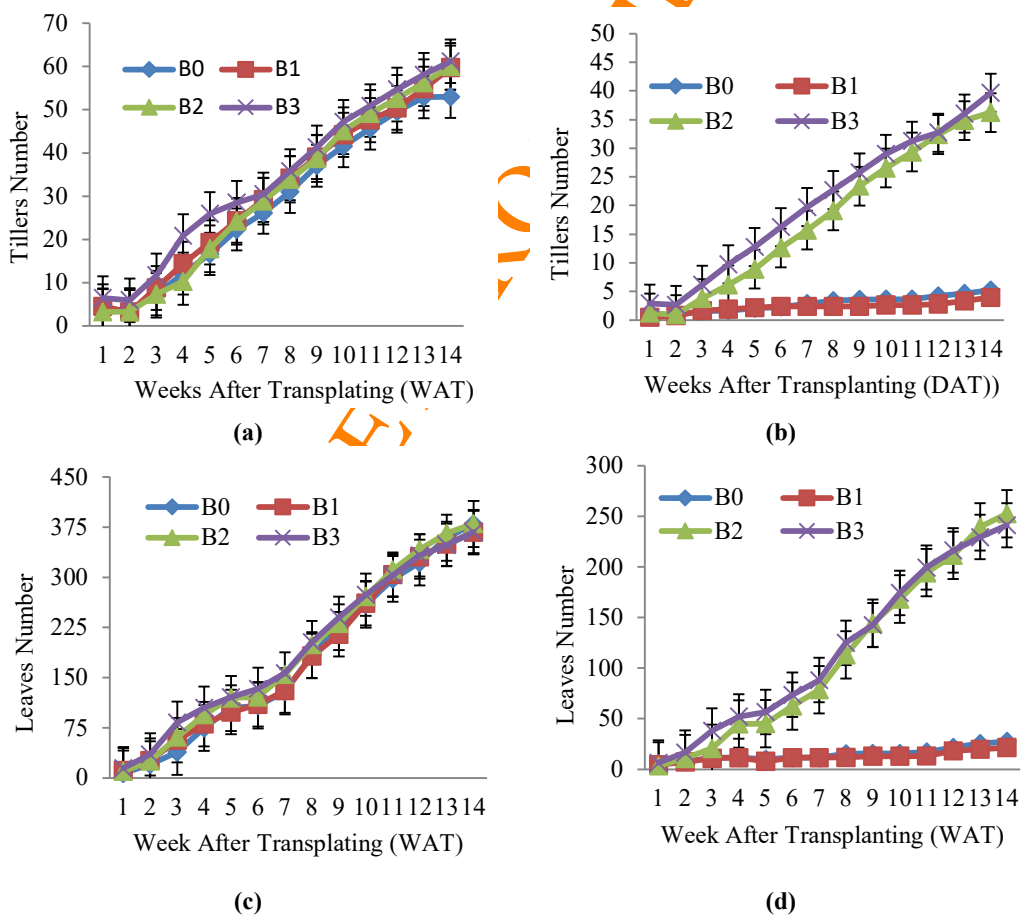 70
60
50
40
30
20
10
0
Tillers Number
B0 B1
B2 B3
1 2 3 4 5 6 7 8 9 10 11 12 13 14
Weeks After Transplating (WAT)
(a)
50
45
40
35
30
25
20
15
10
5
0
Tillers Number
B0 B1
B2 B3
1 2 3 4 5 6 7 8 9 10 11 12 13 14
Weeks After Transplanting (DAT))
(b)
450
375
300
225
150
75
0
Leaves Number
B0 B1
B2 B3
1 2 3 4 5 6 7 8 9 10 11 12 13 14
Week After Transplating (WAT)
(c)
300
250
200
150
100
50
0
Leaves Number
B0 B1
B2 B3
1 2 3 4 5 6 7 8 9 10 11 12 13 14
Week After Transplanting (WAT)
(d)